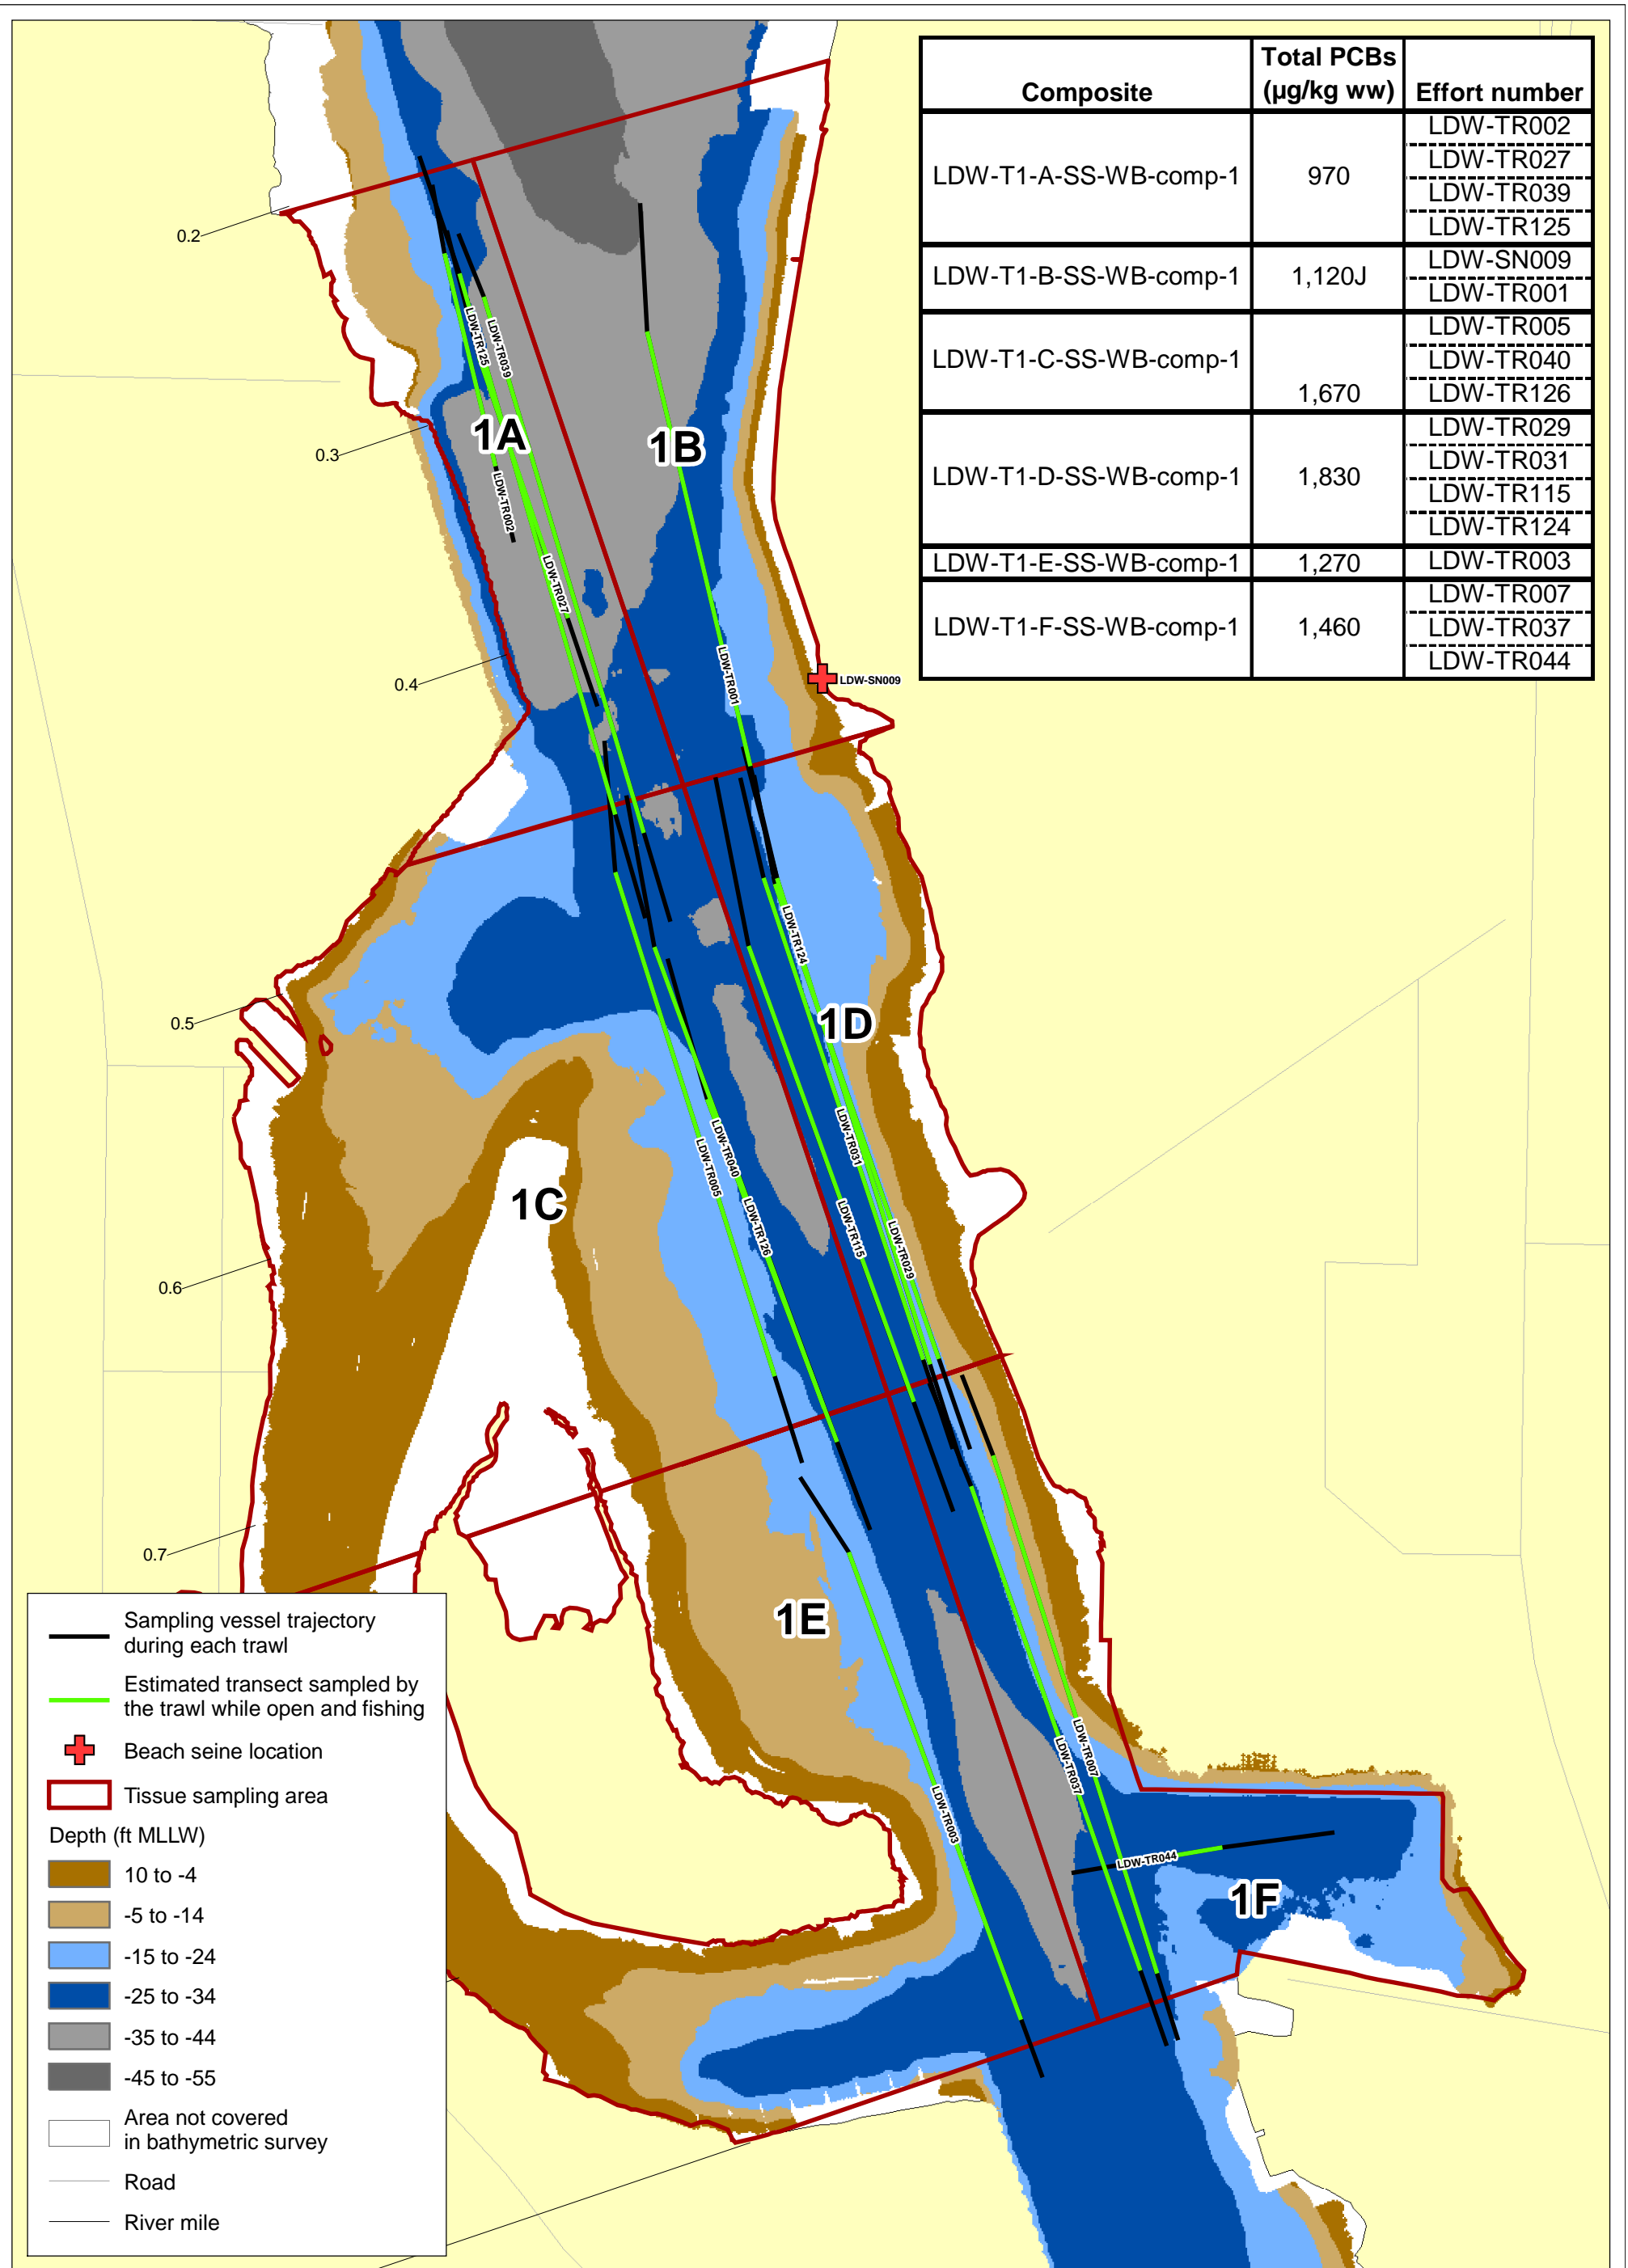 Composite
Total PCBs
(µg/kg ww)
Effort number
LDW-T1-A-SS-WB-comp-1
970
LDW-TR002
LDW-TR027
LDW-TR039
LDW-TR125
LDW-T1-B-SS-WB-comp-1
1,120J
LDW-SN009
LDW-TR001
LDW-T1-C-SS-WB-comp-1
1,670
LDW-TR005
LDW-TR040
LDW-TR126
LDW-T1-D-SS-WB-comp-1
1,830
LDW-TR029
LDW-TR031
LDW-TR115
LDW-TR124
LDW-T1-E-SS-WB-comp-1
1,270
LDW-TR003
LDW-T1-F-SS-WB-comp-1
1,460
LDW-TR007
LDW-TR037
LDW-TR044
0.2
LDW-TR125
LDW-TR039
1A
1B
0.3
LDW-TR002
LDW-TR027
0.4
LDW-TR001
LDW-SN009
LDW-TR124
0.5
1D
LDW-TR031
LDW-TR040
LDW-TR005
1C
LDW-TR126
LDW-TR115
LDW-TR029
0.6
0.7
1E
LDW-TR007
LDW-TR037
LDW-TR003
LDW-TR044
1F
Sampling vessel trajectory
during each trawl
Estimated transect sampled by
the trawl while open and fishing
Beach seine location
Tissue sampling area
Depth (ft MLLW)
10 to -4
-5 to -14
-15 to -24
-25 to -34
-35 to -44
-45 to -55
Area not covered
in bathymetric survey
Road
River mile